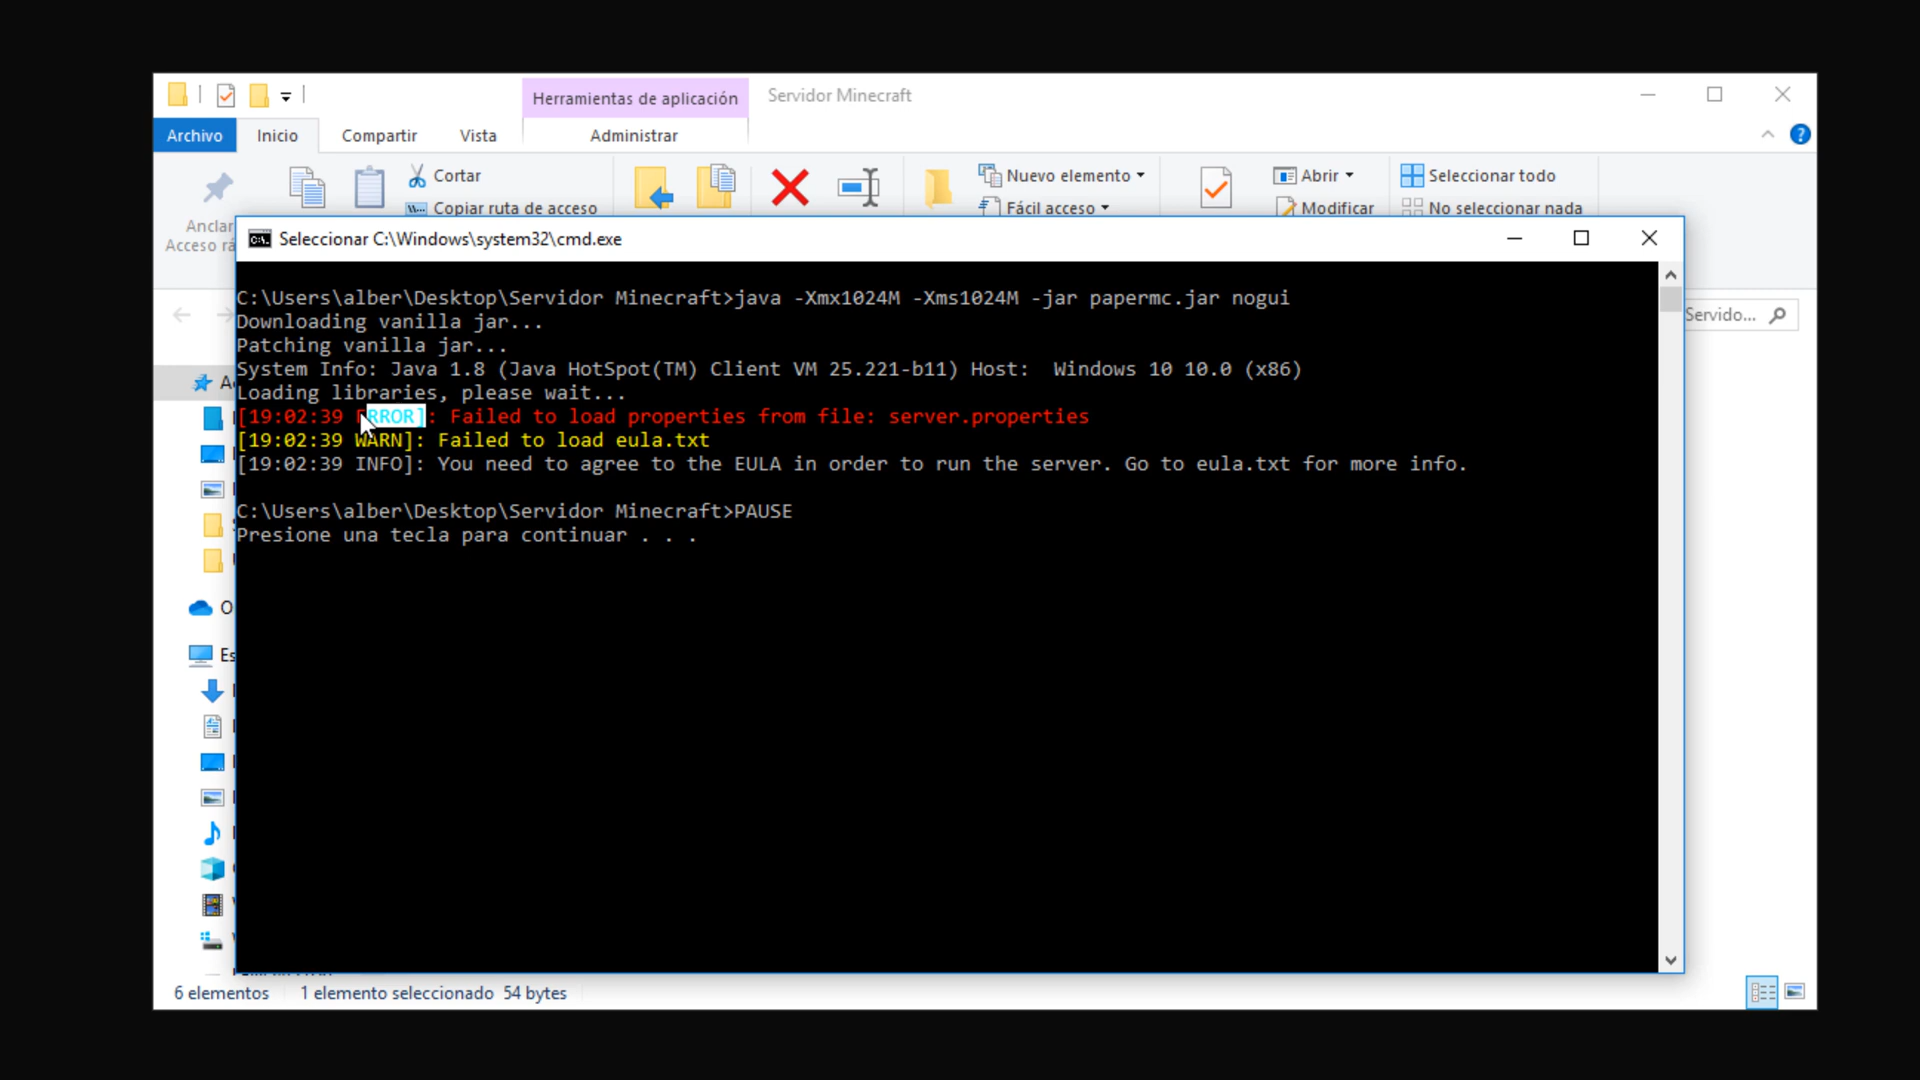 Herramientas de aplicación
Servidor Minecraft
Archivo
Inicio
Compartir
Vista
Administrar
Cortar
Nuevo elemento
Abrir
Seleccionar todo
Copiar ruta de acceso
Fácil acceso
Modificar
No seleccionar nada
Anclar
Acceso
Seleccionar C:\Windows\system32\cmd.exe
C:\Users\alber\Desktop\Servidor Minecraft>java -Xmx1024M -Xms1024M -jar papermc.jar nogui
Downloading vanilla jar...
Patching vanilla jar...
System Info: Java 1.8 (Java HotSpot(TM) Client VM 25.221-b11) Host:  Windows 10 10.0 (x86)
Loading libraries, please wait...
[19:02:39 ERROR]: Failed to load properties from file: server.properties
[19:02:39 WARN]: Failed to load eula.txt
[19:02:39 INFO]: You need to agree to the EULA in order to run the server. Go to eula.txt for more info.
C:\Users\alber\Desktop\Servidor Minecraft>PAUSE
Presione una tecla para continuar . . .
Servido...
6 elementos
1 elemento seleccionado 54 bytes